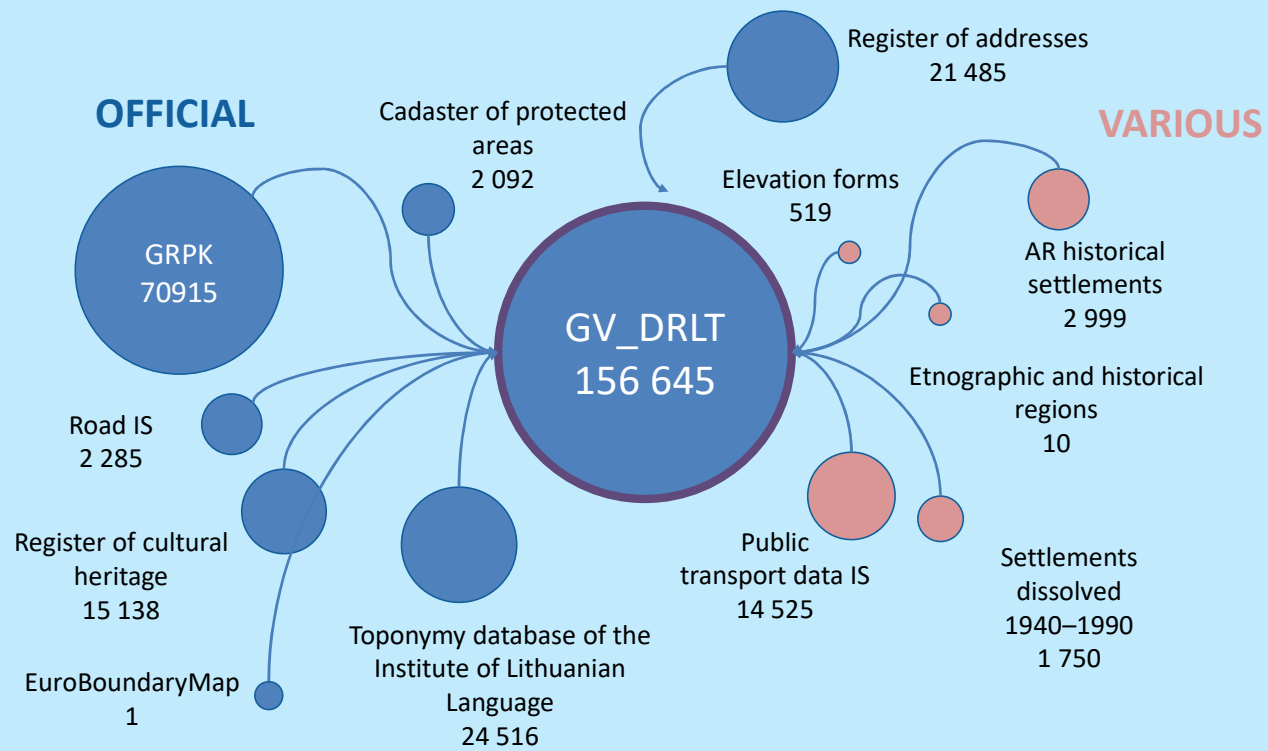 OFFICIAL
VARIOUS
Register of addresses
21 485
Cadaster of protected
areas
2 092
Elevation forms
519
GRPK
70915
AR historical
settlements
2 999
GV_DRLT
156 645
Etnographic and historical
regions
10
Road IS
2 285
Register of cultural
heritage
15 138
Public
transport data IS
14 525
Settlements
dissolved
1940–1990
1 750
Toponymy database of the
Institute of Lithuanian
Language
24 516
EuroBoundaryMap
1